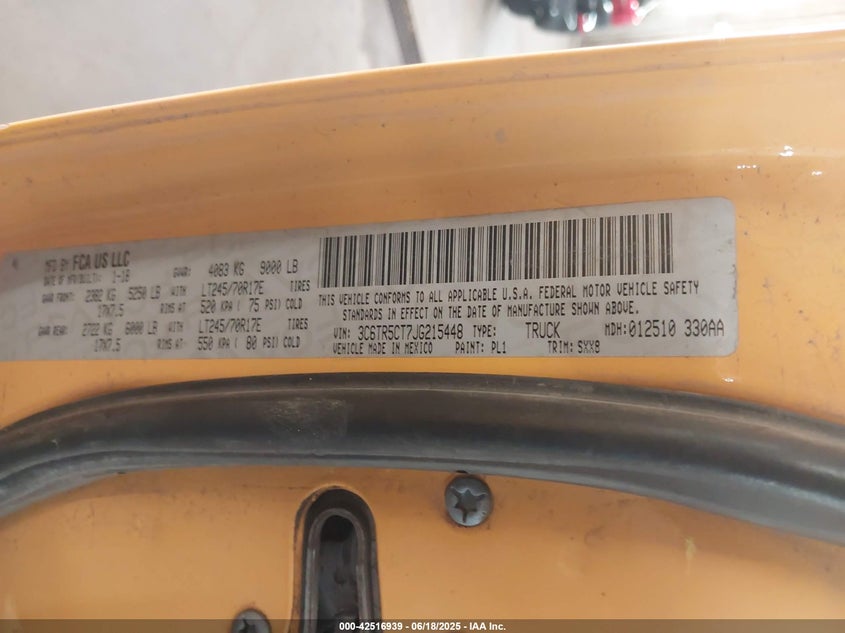 MFD BY FCA US LLC
DATE OF MFR(BUILT): 1-18 GVWR: 4083 KG 9000 LB
GAWR FRONT: 2382 KG 5250 LB WITH LT245/70R17E TIRES
17X7.5 RIMS AT 520 KPA ( 75 PSI) COLD
GAWR REAR: 2722 KG 6000 LB WITH LT245/70R17E TIRES
17X7.5 RIMS AT 550 KPA ( 80 PSI) COLD
THIS VEHICLE CONFORMS TO ALL APPLICABLE U.S.A. FEDERAL MOTOR VEHICLE SAFETY
STANDARDS IN EFFECT ON THE DATE OF MANUFACTURE SHOWN ABOVE.
VIN: 3C6TR5CT7JG215448 TYPE: TRUCK MDH: 012510 330AA
VEHICLE MADE IN MEXICO PAINT: PL1 TRIM: SXX8
000-42516939 - 06/18/2025 - IAA Inc.